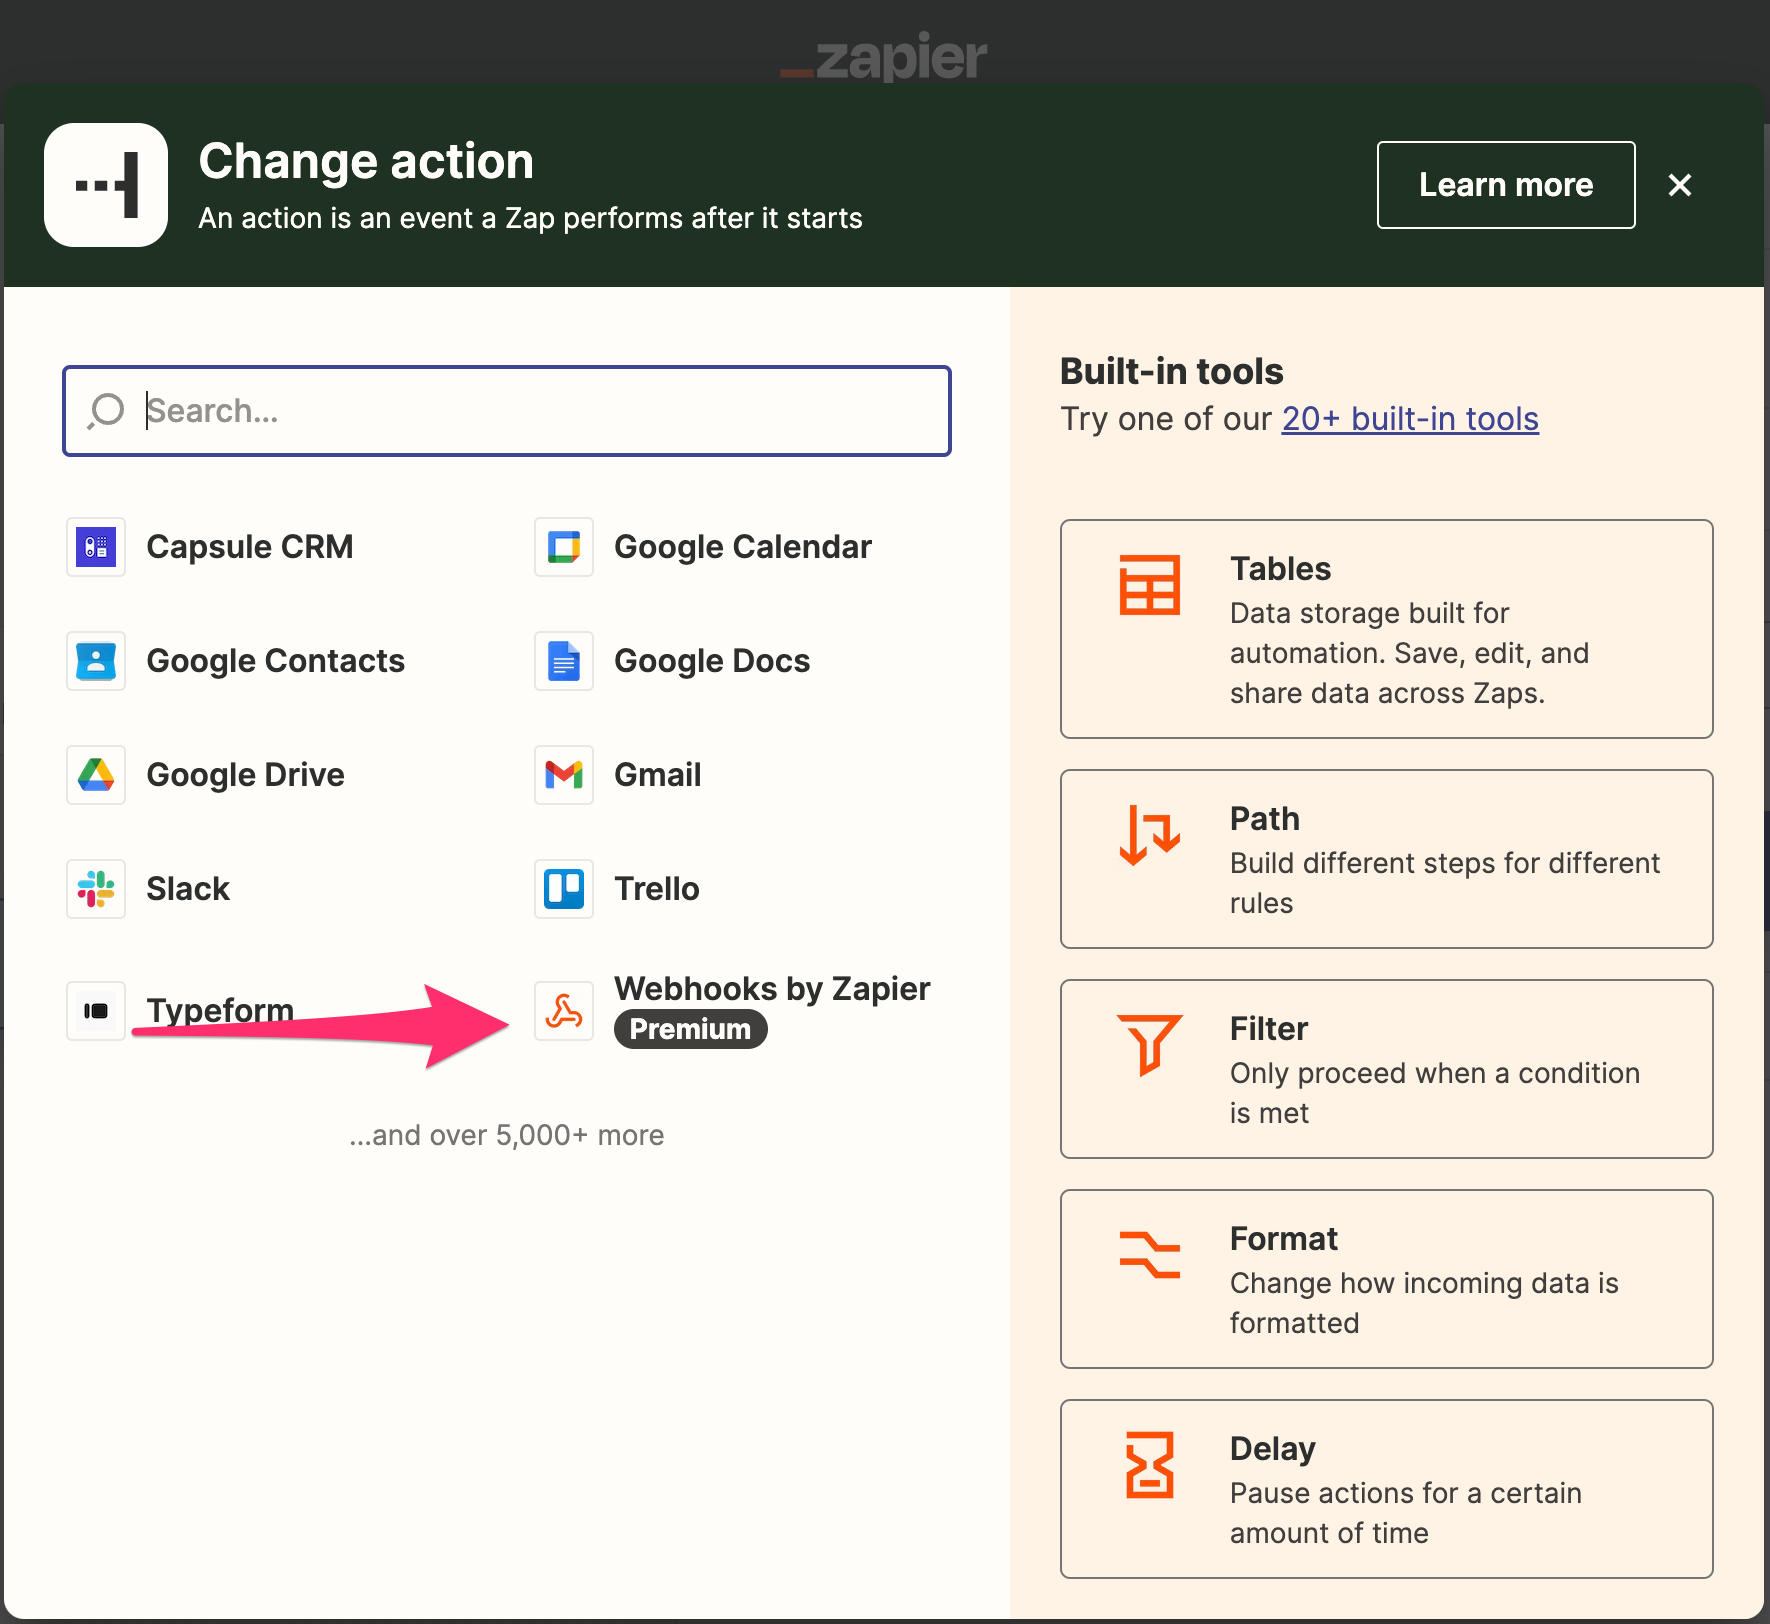 zapier
Change action
An action is an event a Zap performs after it starts
Learn more
Search...
Capsule CRM
Google Calendar
Google Contacts
Google Docs
Google Drive
Gmail
Slack
Trello
Typeform
Webhooks by Zapier
Premium
...and over 5,000+ more
Built-in tools
Try one of our 20+ built-in tools
Tables
Data storage built for
automation. Save, edit, and
share data across Zaps.
Path
Build different steps for different
rules
Filter
Only proceed when a condition
is met
Format
Change how incoming data is
formatted
Delay
Pause actions for a certain
amount of time